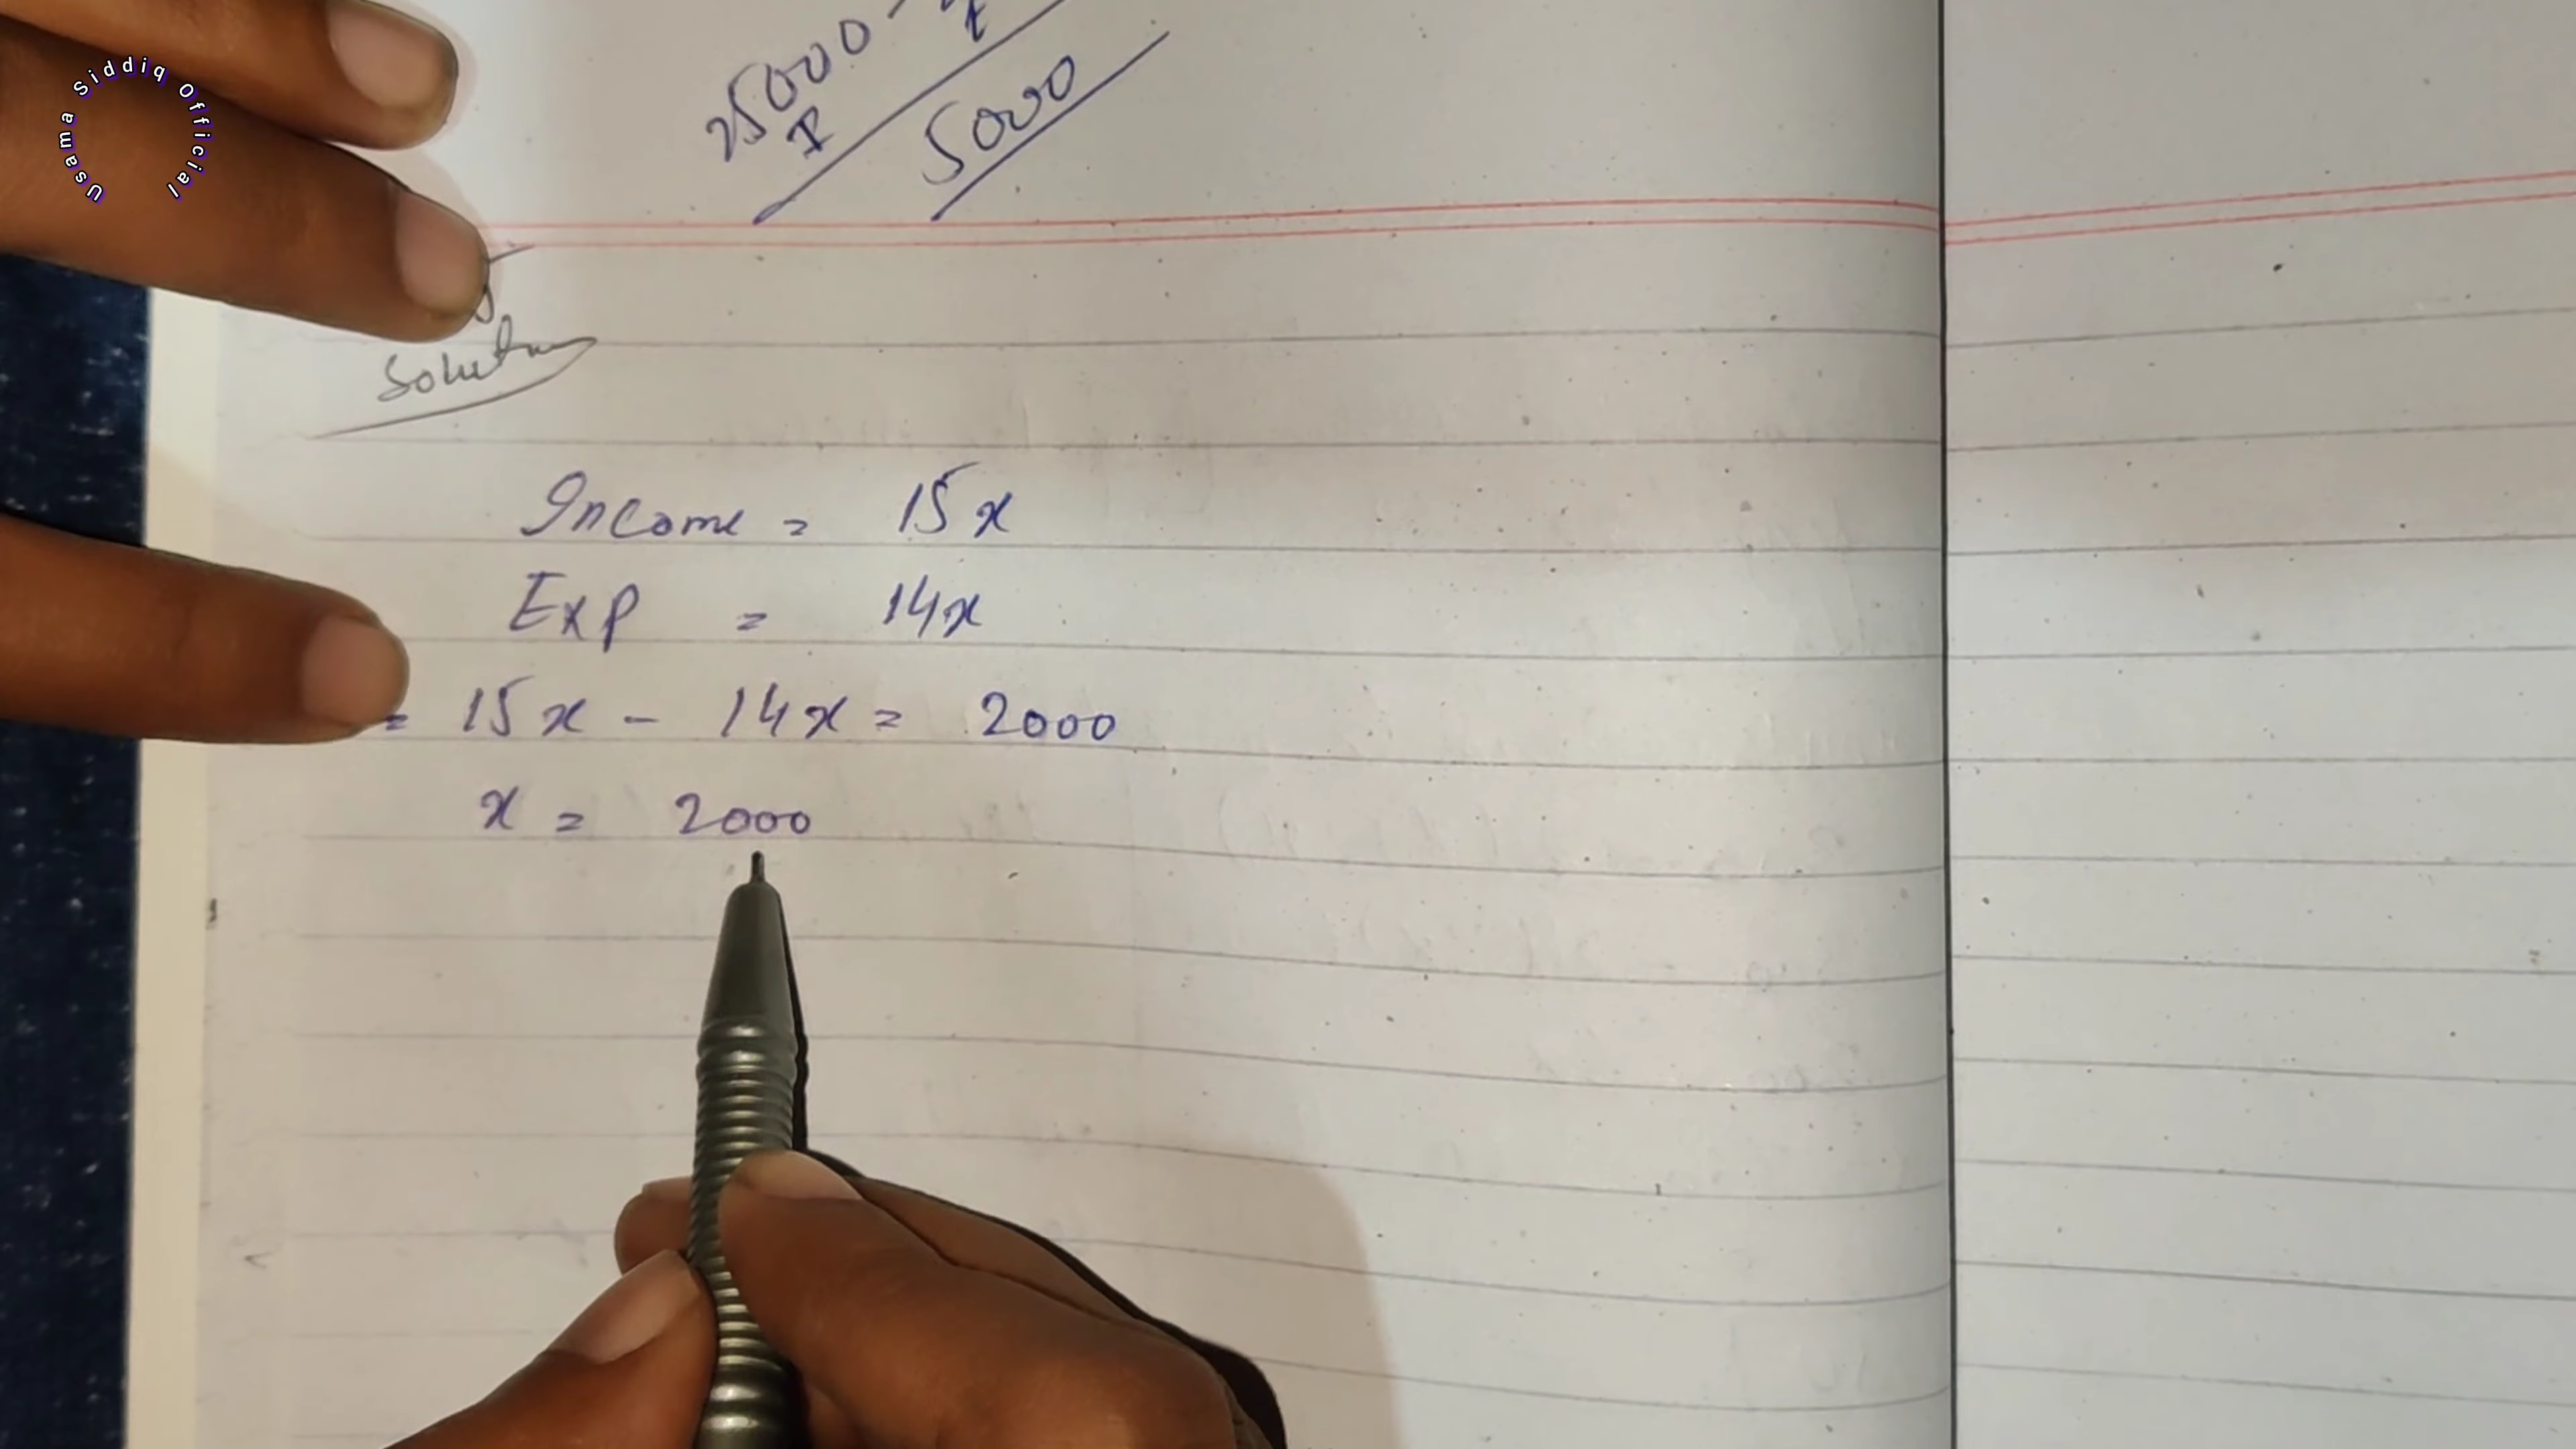 Usama Siddiq Official
25000 -
I
5000
Solution
Income = 15x
Exp = 14x
= 15x - 14x = 2000
x = 2000